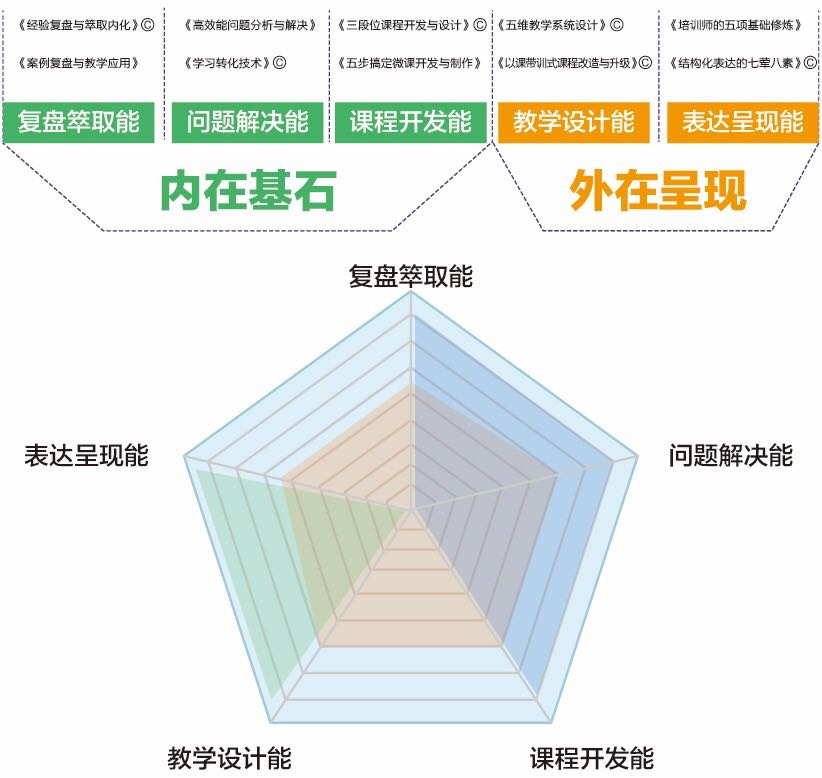 《经验复盘与萃取内化》© 《高效能问题分析与解决》 《三段位课程开发与设计》© 《五维教学系统设计》© 《培训师的五项基础修炼》
《案例复盘与教学应用》 《学习转化技术》© 《五步搞定微课开发与制作》 《以课带训式课程改造与升级》© 《结构化表达的七荤八素》©
复盘萃取能 问题解决能 课程开发能 教学设计能 表达呈现能
内在基石 外在呈现
复盘萃取能
表达呈现能 问题解决能
教学设计能 课程开发能